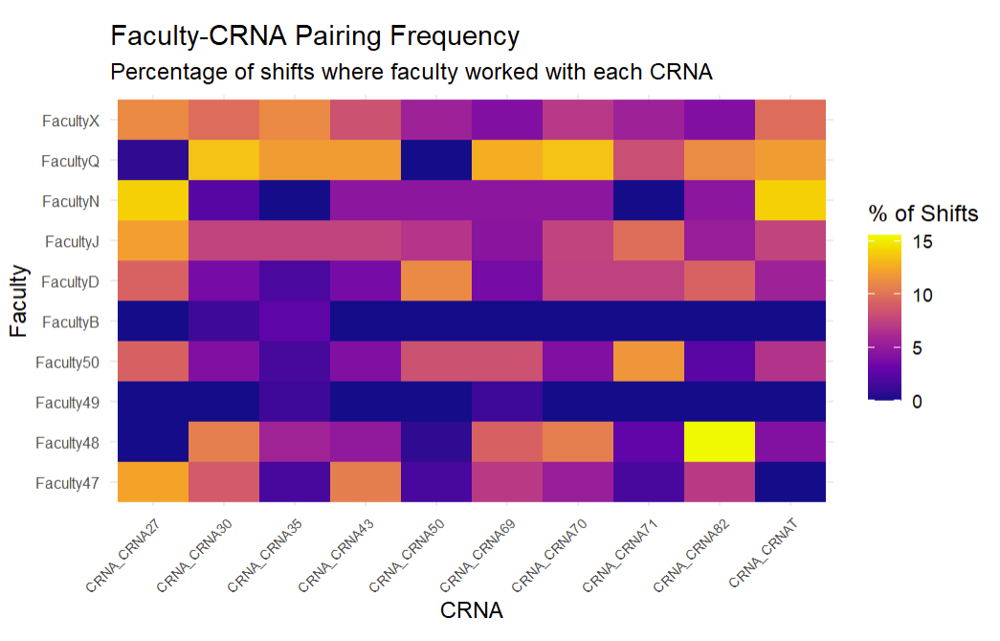 Faculty-CRNA Pairing Frequency
Percentage of shifts where faculty worked with each CRNA
FacultyX
FacultyQ
FacultyN
FacultyJ
FacultyD
FacultyB
Faculty50
Faculty49
Faculty48
Faculty47
Faculty
CRNA_CRNA27
CRNA_CRNA30
CRNA_CRNA35
CRNA_CRNA43
CRNA_CRNA50
CRNA_CRNA69
CRNA_CRNA70
CRNA_CRNA71
CRNA_CRNA82
CRNA_CRNAT
CRNA
% of Shifts
15
10
5
0